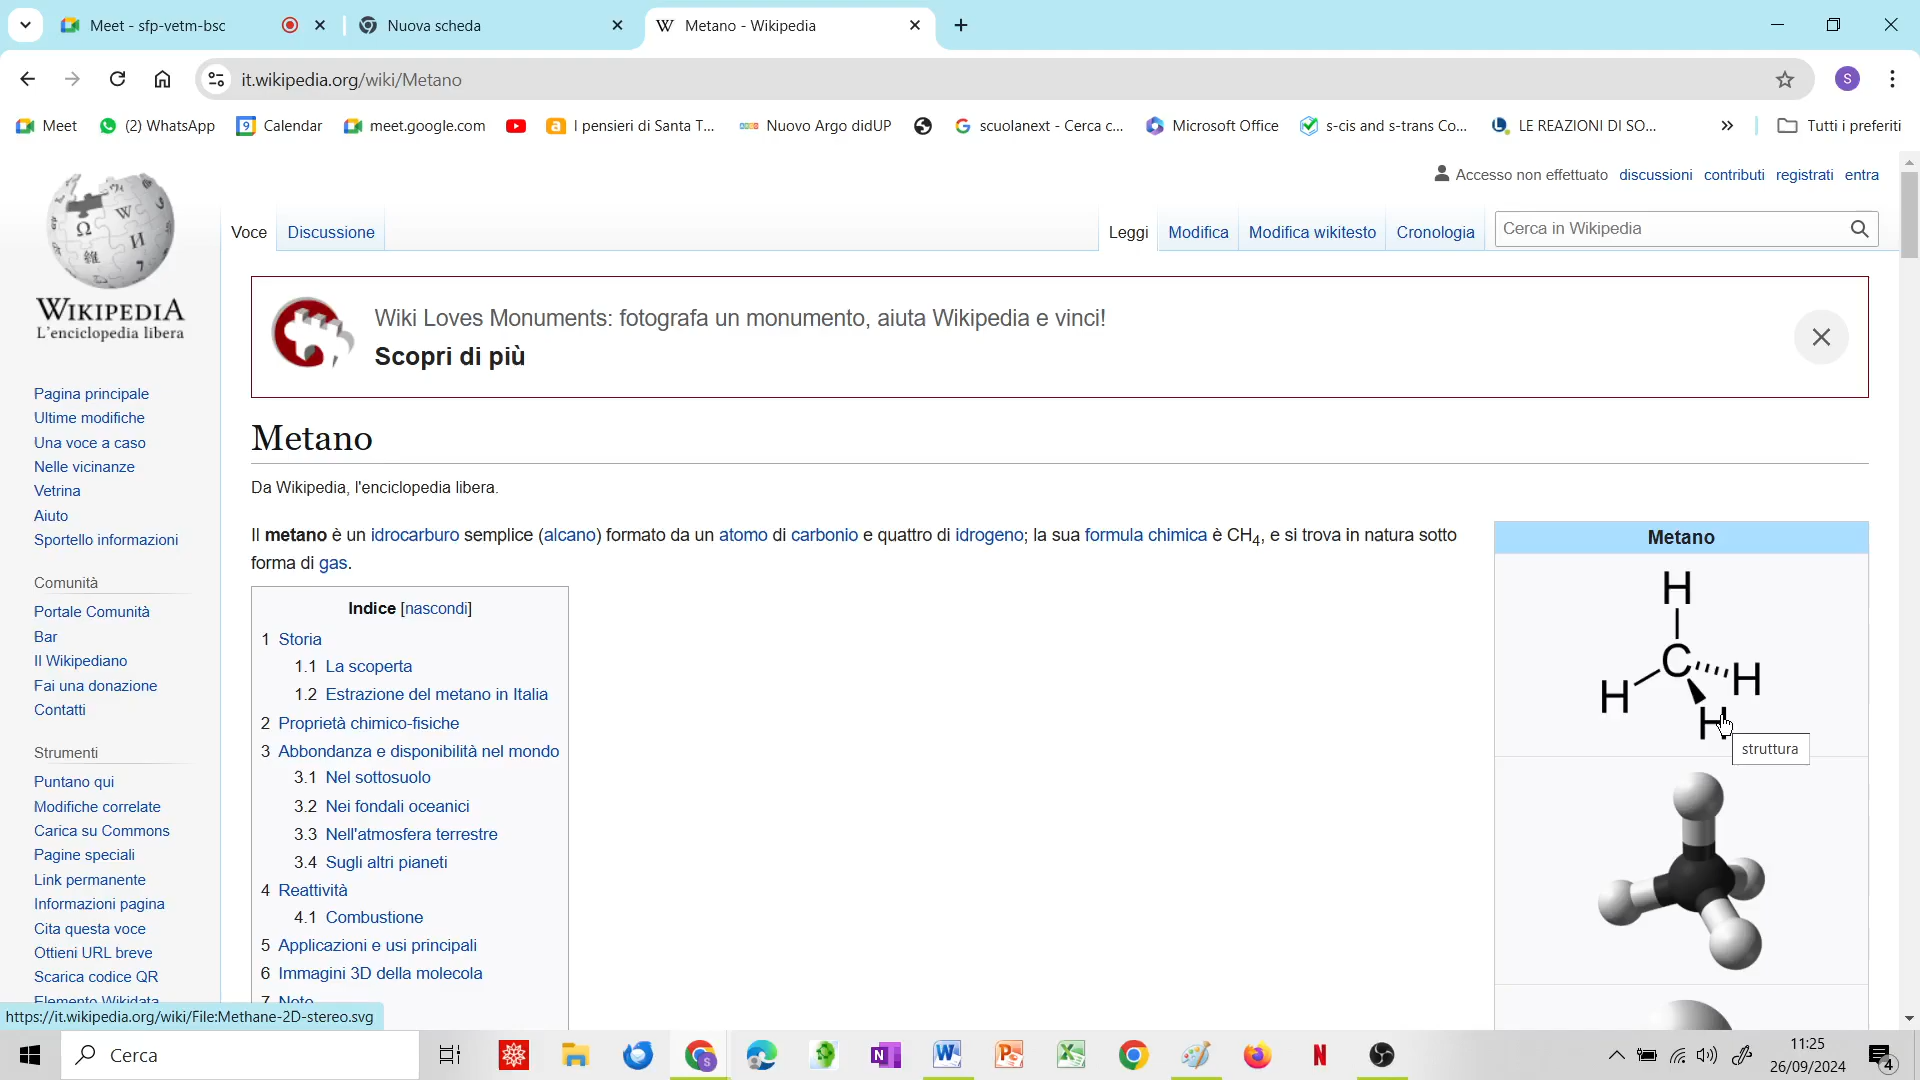 Meet - sfp-vetm-bsc
Nuova scheda
W Metano - Wikipedia
it.wikipedia.org/wiki/Metano
S
Meet
(2) WhatsApp
9 Calendar
meet.google.com
a I pensieri di Santa T...
Nuovo Argo didUP
G scuolanext - Cerca c...
Microsoft Office
s-cis and s-trans Co...
LE REAZIONI DI SO...
»
Tutti i preferiti
Accesso non effettuato discussioni contributi registrati entra
WIKIPEDIA
L'enciclopedia libera
Voce
Discussione
Leggi
Modifica
Modifica wikitesto
Cronologia
Cerca in Wikipedia
Wiki Loves Monuments: fotografa un monumento, aiuta Wikipedia e vinci!
Scopri di più
Metano
Da Wikipedia, l'enciclopedia libera.
Il metano è un idrocarburo semplice (alcano) formato da un atomo di carbonio e quattro di idrogeno; la sua formula chimica è CH₄, e si trova in natura sotto
forma di gas.
Indice [nascondi]
1 Storia
1.1 La scoperta
1.2 Estrazione del metano in Italia
2 Proprietà chimico-fisiche
3 Abbondanza e disponibilità nel mondo
3.1 Nel sottosuolo
3.2 Nei fondali oceanici
3.3 Nell'atmosfera terrestre
3.4 Sugli altri pianeti
4 Reattività
4.1 Combustione
5 Applicazioni e usi principali
6 Immagini 3D della molecola
7 Note
Pagina principale
Ultime modifiche
Una voce a caso
Nelle vicinanze
Vetrina
Aiuto
Sportello informazioni
Comunità
Portale Comunità
Bar
Il Wikipediano
Fai una donazione
Contatti
Strumenti
Puntano qui
Modifiche correlate
Carica su Commons
Pagine speciali
Link permanente
Informazioni pagina
Cita questa voce
Ottieni URL breve
Scarica codice QR
Elemento Wikidata
Metano
H
C
H
H
H
struttura
https://it.wikipedia.org/wiki/File:Methane-2D-stereo.svg
Cerca
11:25
26/09/2024
4